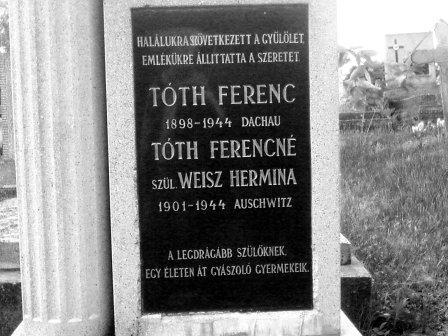 HALÁLUKRA SZÖVETKEZETT A GYŰLÖLET,
EMLÉKÜKRE ÁLLÍTTATTA A SZERETET
TÓTH FERENC
1898-1944 DACHAU
TÓTH FERENCNÉ
SZÜL. WEISZ HERMINA
1901-1944 AUSCHWITZ
A LEGDRÁGÁBB SZÜLŐKNEK,
EGY ÉLETEN ÁT GYÁSZOLÓ GYERMEKEIK.